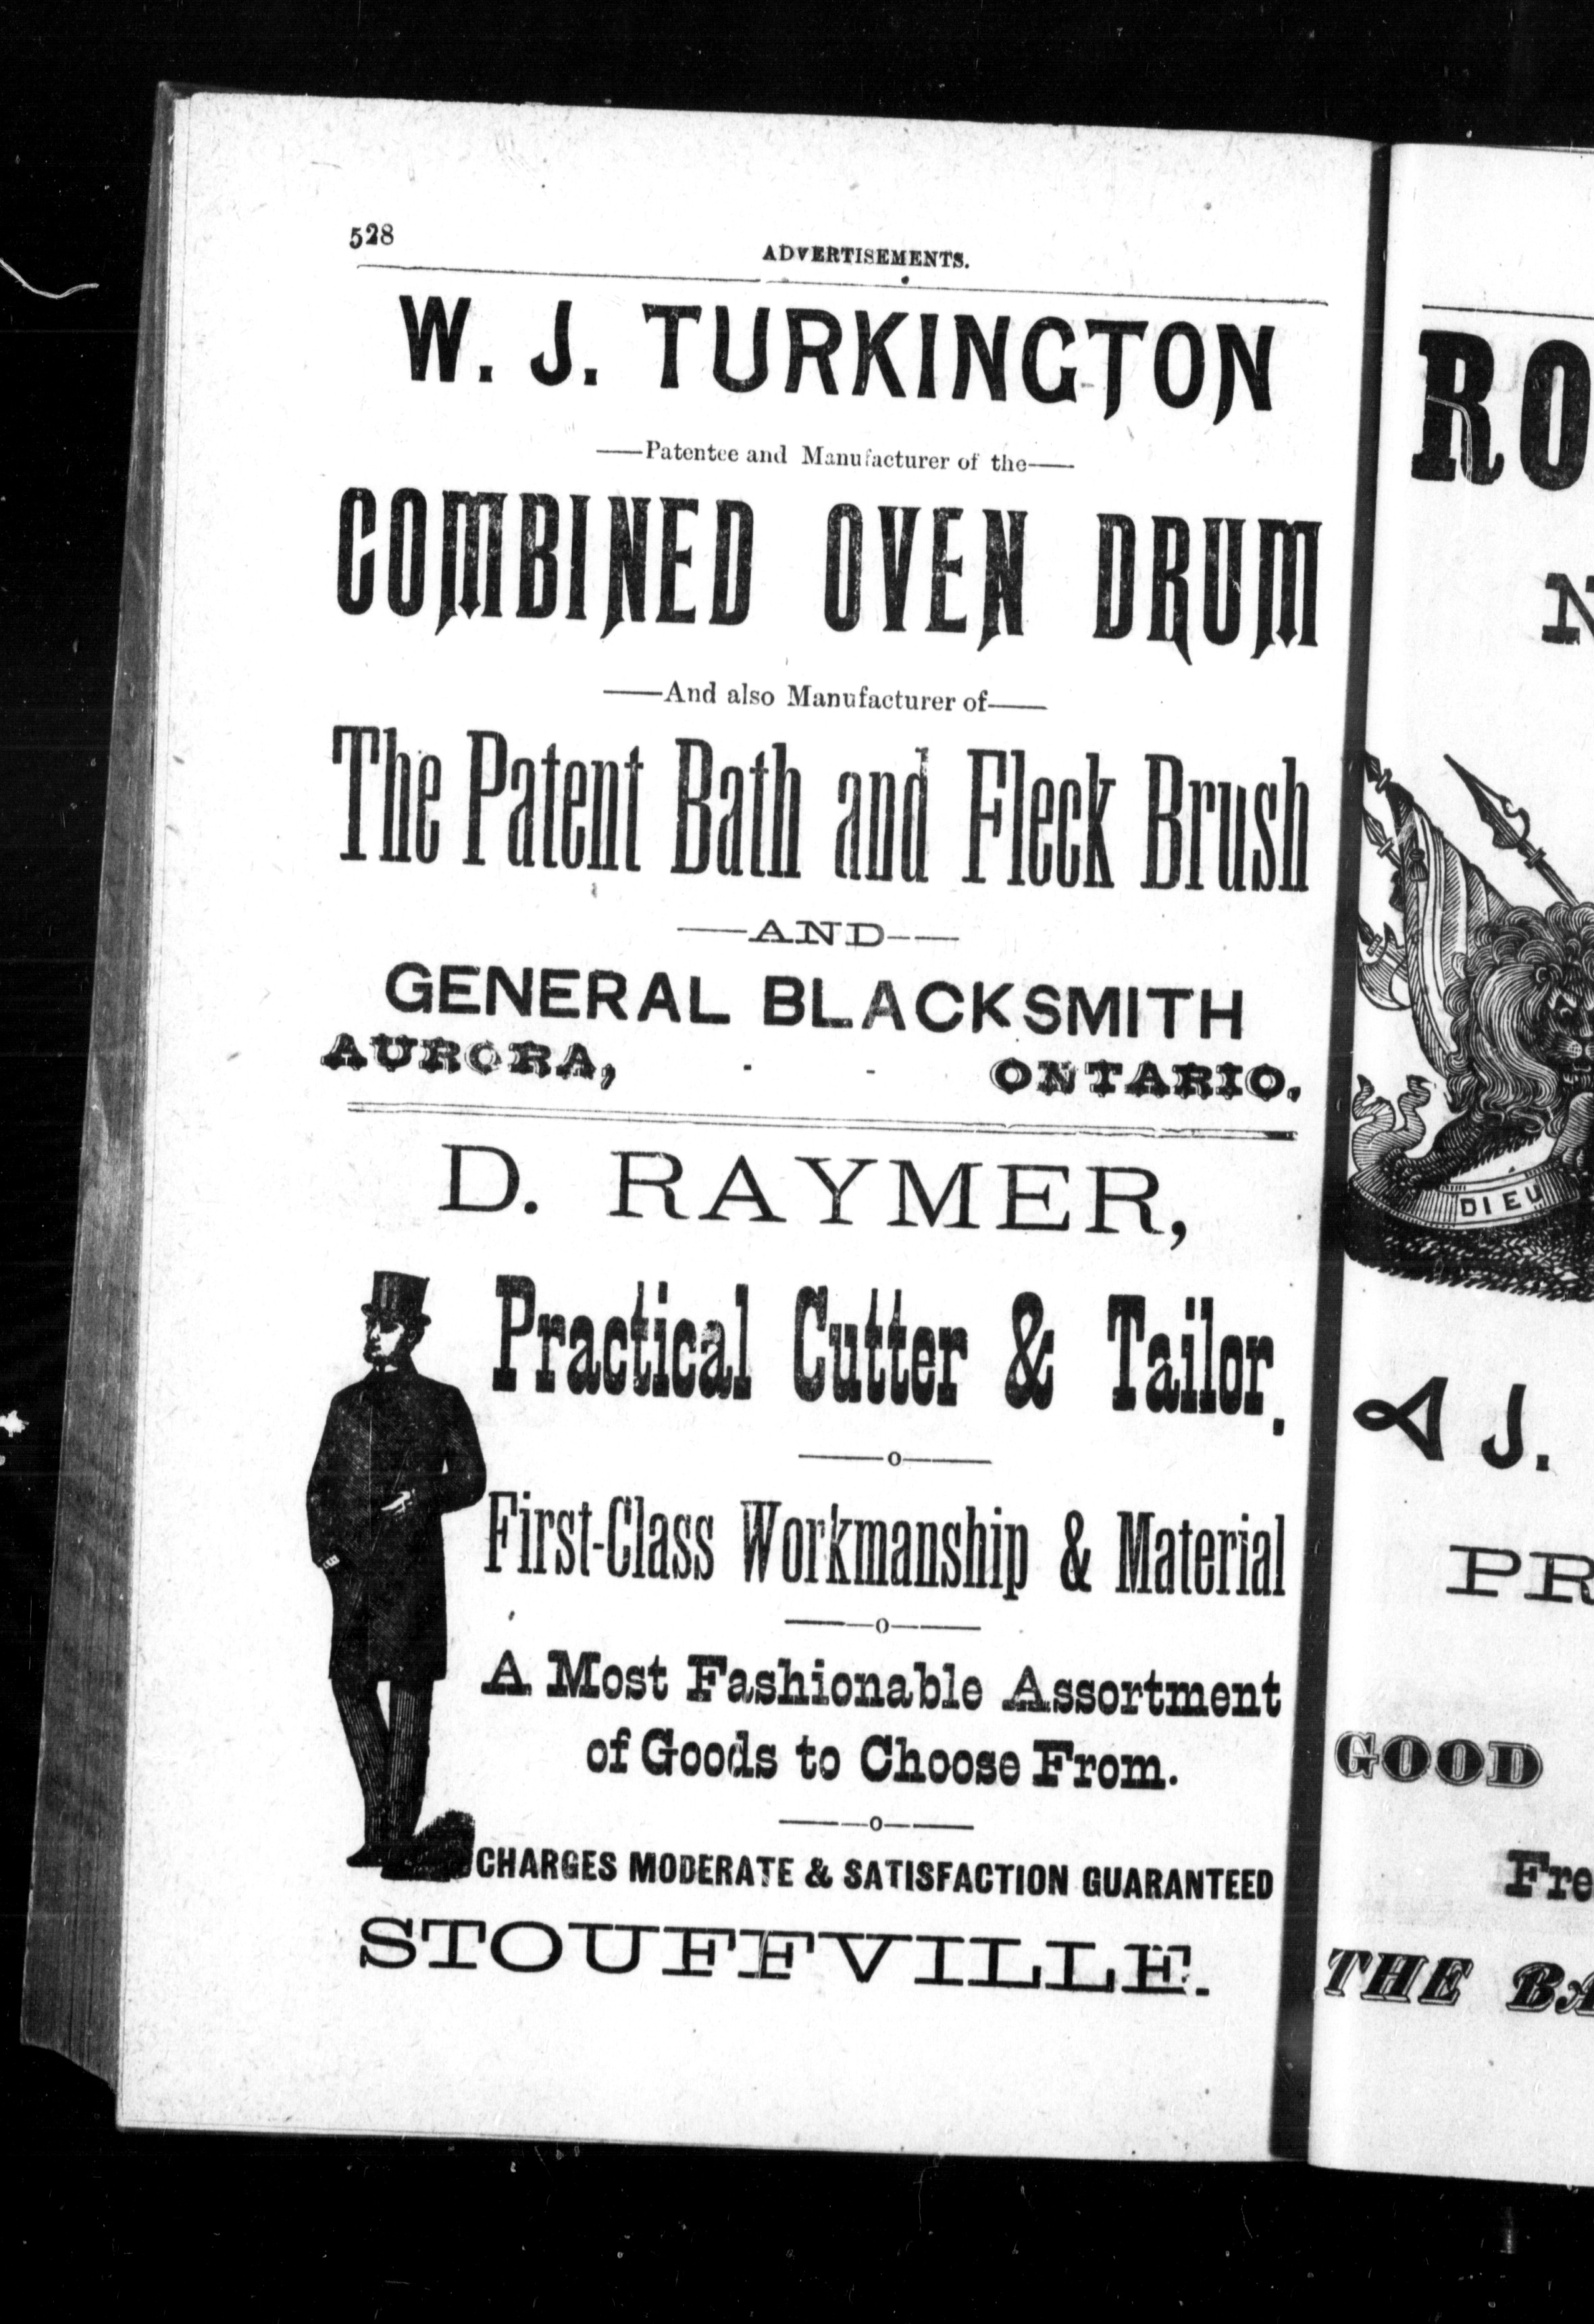 528
ADVERTISEMENTS.
W. J. TURKINGTON
Patentee and Manufacturer of the
COMBINED OVEN DRUM
And also Manufacturer of
The Patent Bath and Fleck Brush
AND
GENERAL BLACKSMITH
AURORA, - - ONTARIO.
D. RAYMER,
Practical Cutter & Tailor.
First-Class Workmanship & Material
A Most Fashionable Assortment
of Goods to Choose From.
CHARGES MODERATE & SATISFACTION GUARANTEED
STOUFFVILLE.
RO
N
DIEU
J.
PR
GOOD
Fre
THE BA